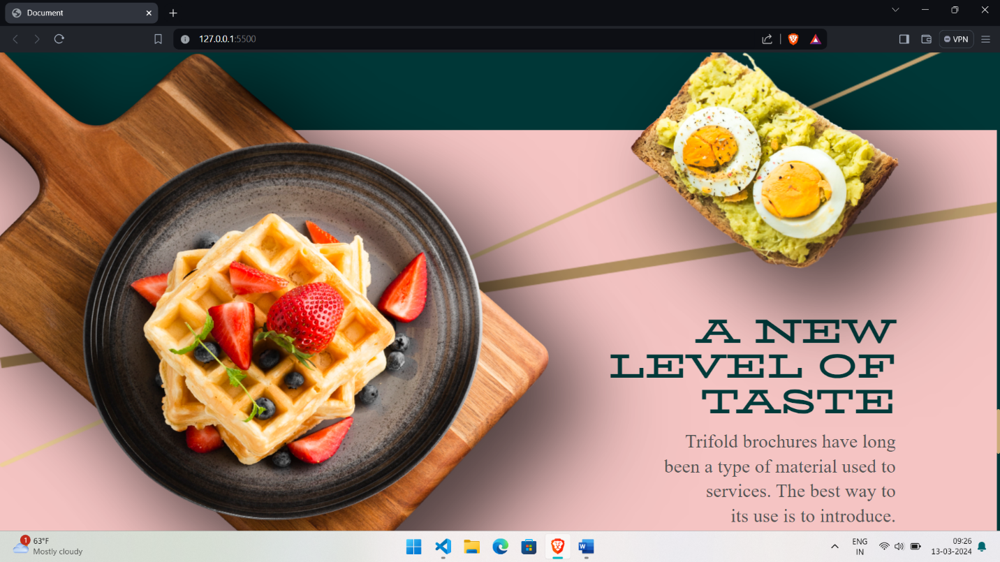 Document
127.0.0.1:5500
VPN
A NEW
LEVEL OF
TASTE
Trifold brochures have long
been a type of material used to
services. The best way to
its use is to introduce.
1
63°F
Mostly cloudy
ENG
IN
09:26
13-03-2024